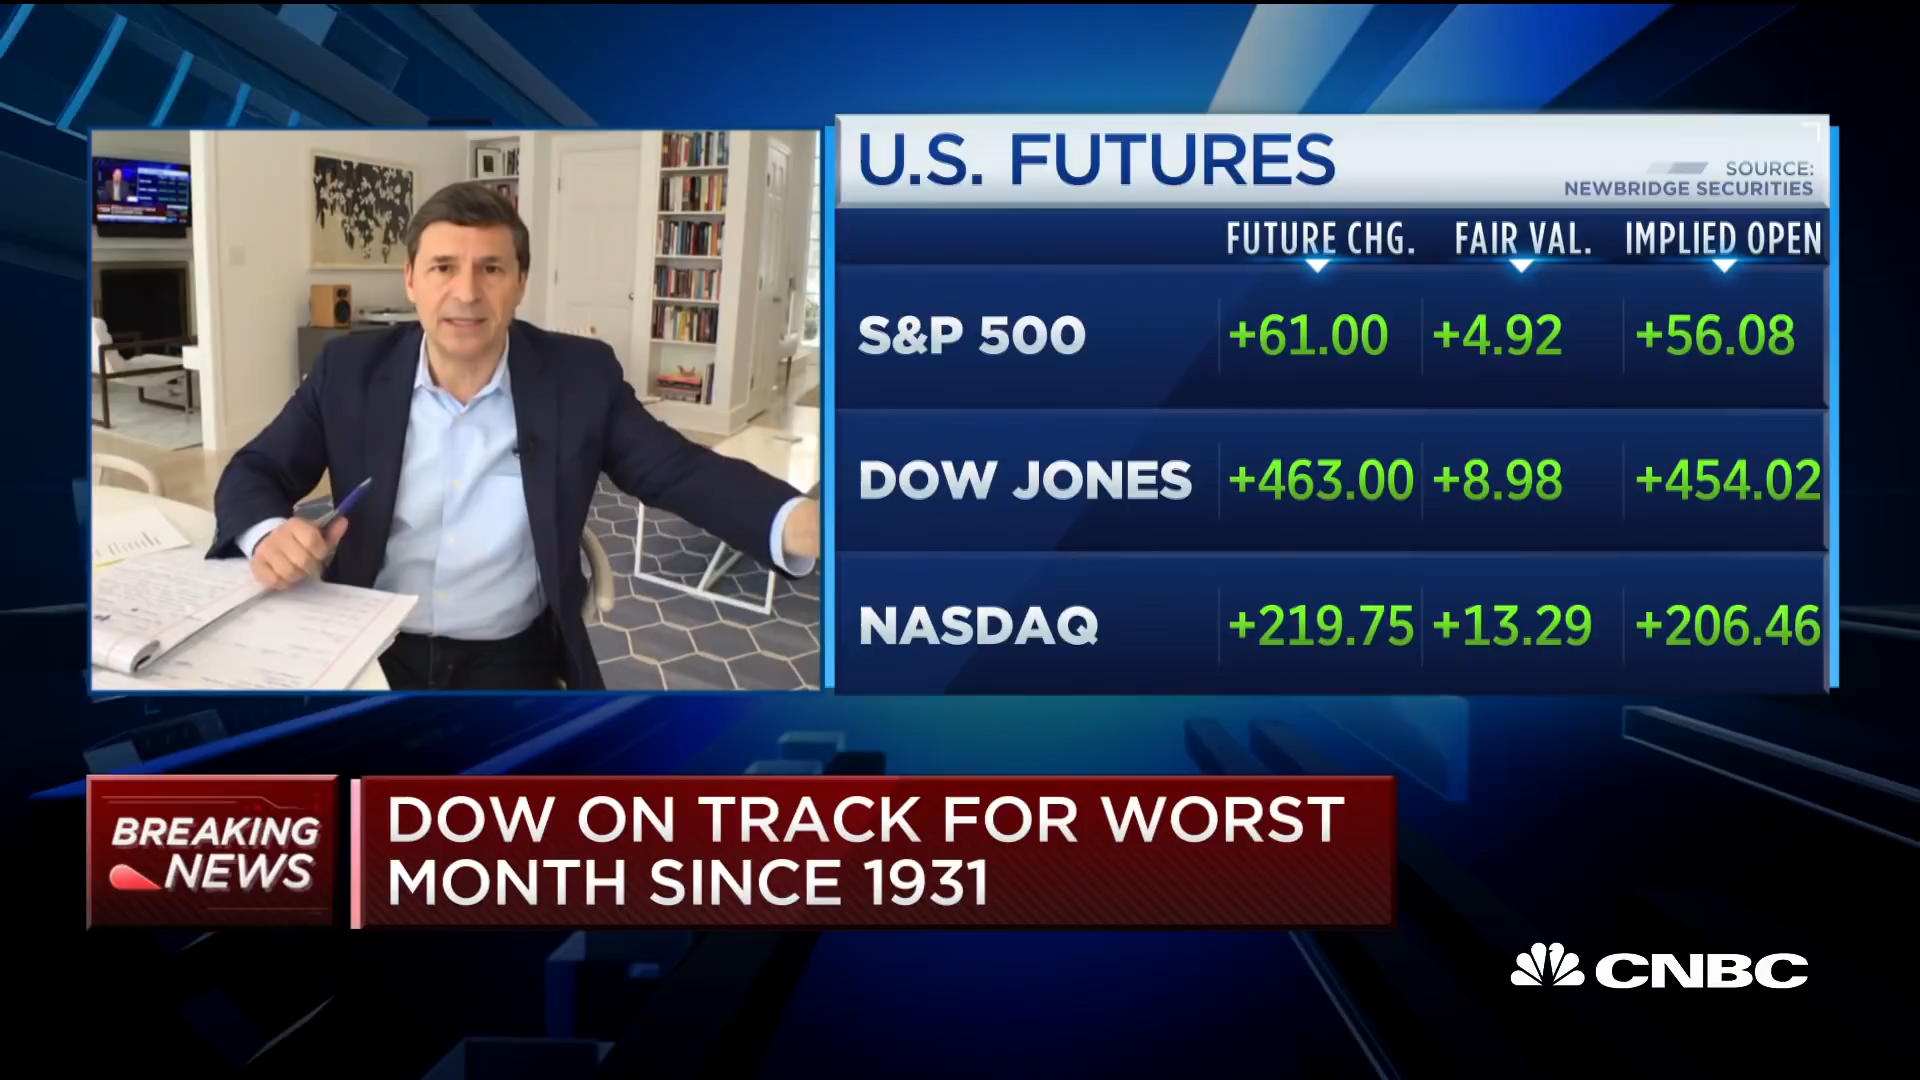 U.S. FUTURES
SOURCE:
NEWBRIDGE SECURITIES
FUTURE CHG. FAIR VAL. IMPLIED OPEN
S&P 500 +61.00 +4.92 +56.08
DOW JONES +463.00 +8.98 +454.02
NASDAQ +219.75 +13.29 +206.46
BREAKING
NEWS
DOW ON TRACK FOR WORST
MONTH SINCE 1931
CNBC